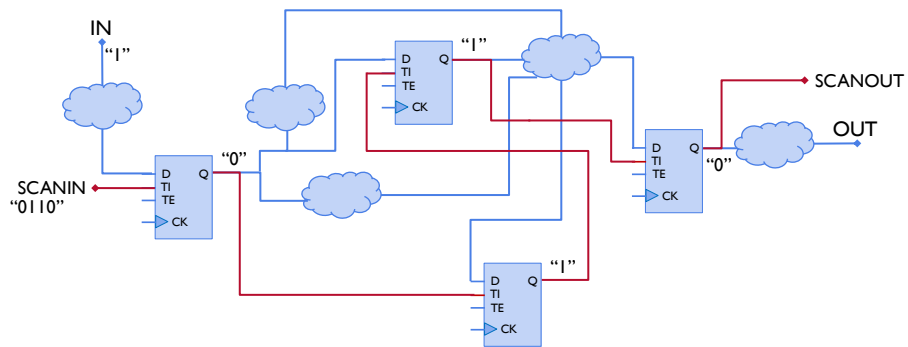 IN
“1”
SCANIN
“0110”
D
Q
TI
TE
CK
“0”
D
Q
TI
TE
CK
“1”
D
Q
TI
TE
CK
“1”
D
Q
TI
TE
CK
“0”
SCANOUT
OUT